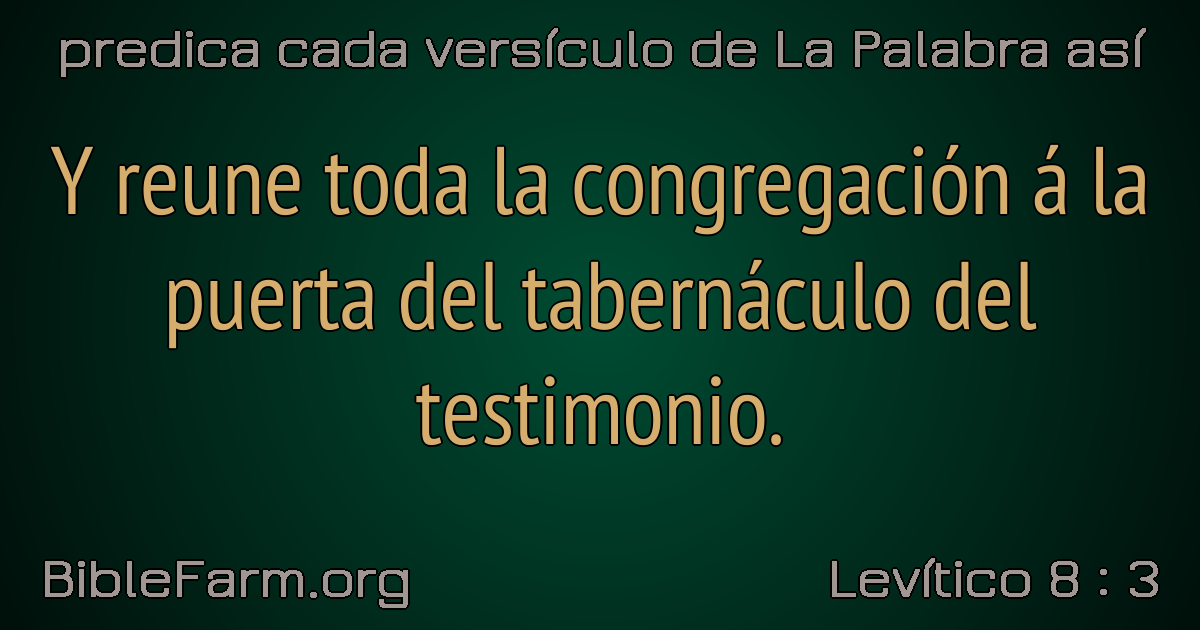 predica cada versículo de La Palabra así
Y reune toda la congregación á la
puerta del tabernáculo del
testimonio.
BibleFarm.org
Levítico 8 : 3